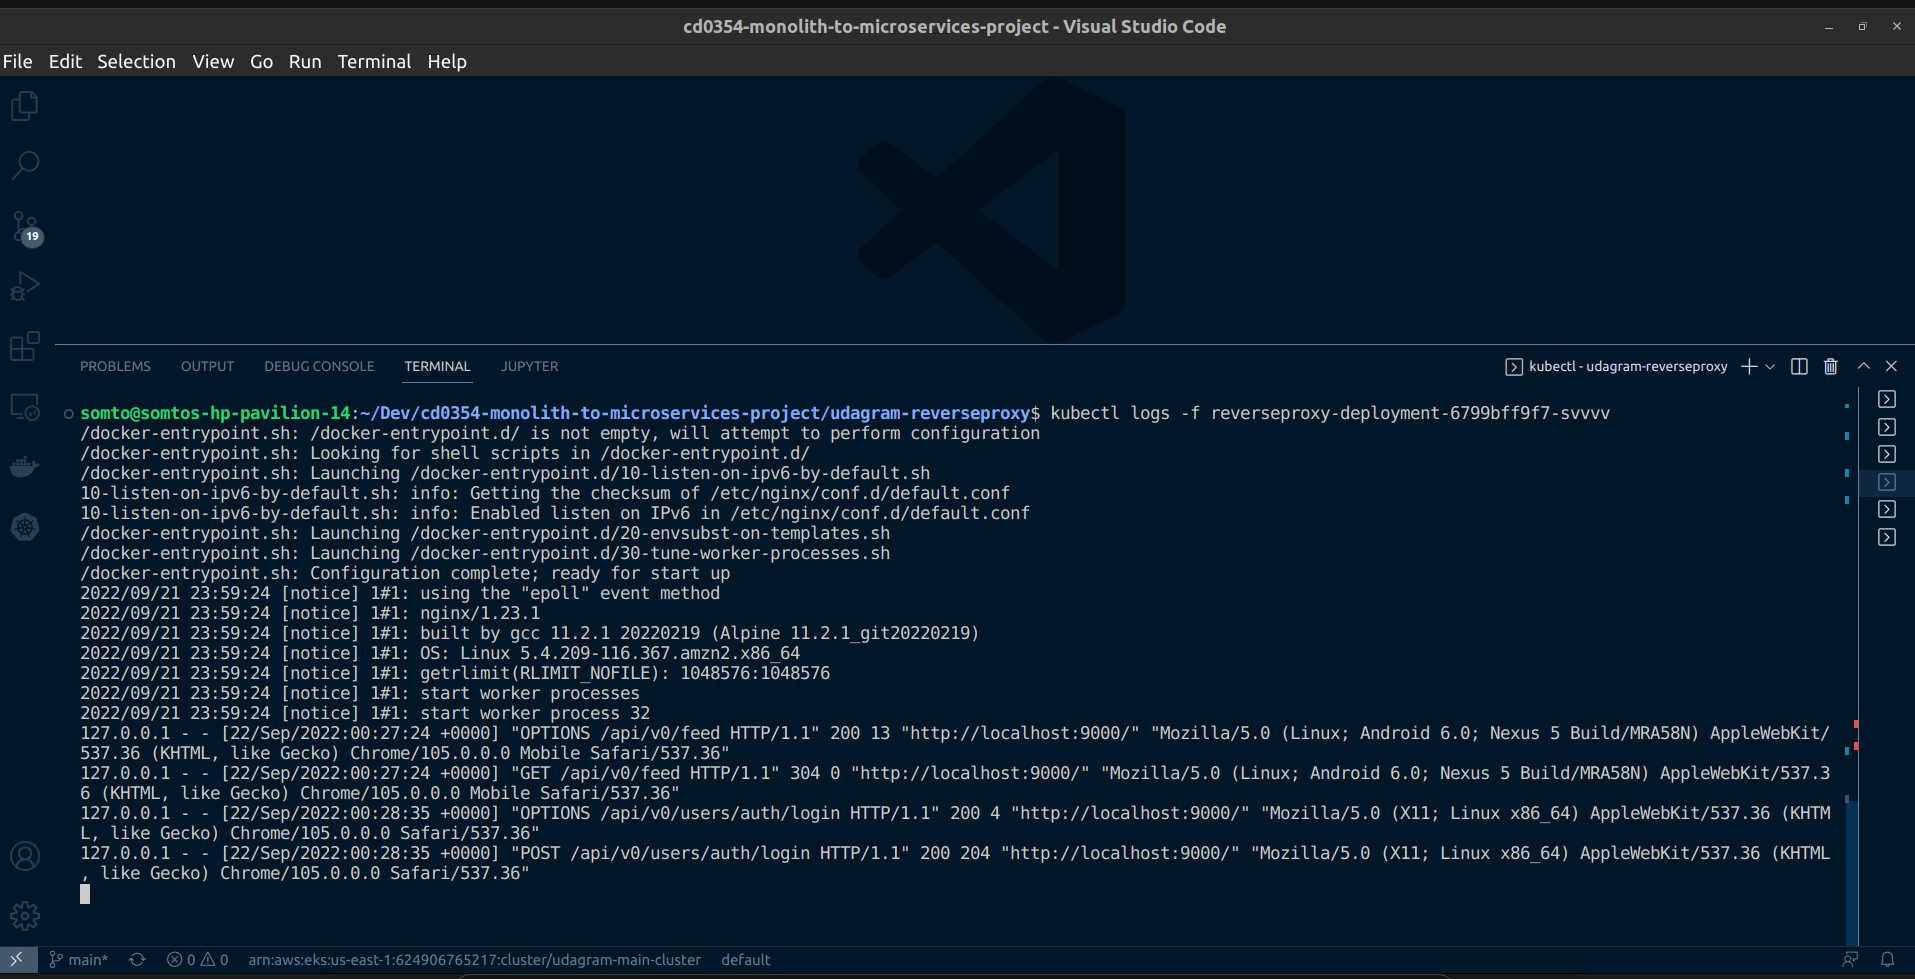 cd0354-monolith-to-microservices-project - Visual Studio Code
File Edit Selection View Go Run Terminal Help
19
PROBLEMS OUTPUT DEBUG CONSOLE TERMINAL JUPYTER
kubectl - udagram-reverseproxy
somto@somtos-hp-pavilion-14:~/Dev/cd0354-monolith-to-microservices-project/udagram-reverseproxy$ kubectl logs -f reverseproxy-deployment-6799bff9f7-svvvv
/docker-entrypoint.sh: /docker-entrypoint.d/ is not empty, will attempt to perform configuration
/docker-entrypoint.sh: Looking for shell scripts in /docker-entrypoint.d/
/docker-entrypoint.sh: Launching /docker-entrypoint.d/10-listen-on-ipv6-by-default.sh
10-listen-on-ipv6-by-default.sh: info: Getting the checksum of /etc/nginx/conf.d/default.conf
10-listen-on-ipv6-by-default.sh: info: Enabled listen on IPv6 in /etc/nginx/conf.d/default.conf
/docker-entrypoint.sh: Launching /docker-entrypoint.d/20-envsubst-on-templates.sh
/docker-entrypoint.sh: Launching /docker-entrypoint.d/30-tune-worker-processes.sh
/docker-entrypoint.sh: Configuration complete; ready for start up
2022/09/21 23:59:24 [notice] 1#1: using the "epoll" event method
2022/09/21 23:59:24 [notice] 1#1: nginx/1.23.1
2022/09/21 23:59:24 [notice] 1#1: built by gcc 11.2.1 20220219 (Alpine 11.2.1_git20220219)
2022/09/21 23:59:24 [notice] 1#1: OS: Linux 5.4.209-116.367.amzn2.x86_64
2022/09/21 23:59:24 [notice] 1#1: getrlimit(RLIMIT_NOFILE): 1048576:1048576
2022/09/21 23:59:24 [notice] 1#1: start worker processes
2022/09/21 23:59:24 [notice] 1#1: start worker process 32
127.0.0.1 - - [22/Sep/2022:00:27:24 +0000] "OPTIONS /api/v0/feed HTTP/1.1" 200 13 "http://localhost:9000/" "Mozilla/5.0 (Linux; Android 6.0; Nexus 5 Build/MRA58N) AppleWebKit/
537.36 (KHTML, like Gecko) Chrome/105.0.0.0 Mobile Safari/537.36"
127.0.0.1 - - [22/Sep/2022:00:27:24 +0000] "GET /api/v0/feed HTTP/1.1" 304 0 "http://localhost:9000/" "Mozilla/5.0 (Linux; Android 6.0; Nexus 5 Build/MRA58N) AppleWebKit/537.3
6 (KHTML, like Gecko) Chrome/105.0.0.0 Mobile Safari/537.36"
127.0.0.1 - - [22/Sep/2022:00:28:35 +0000] "OPTIONS /api/v0/users/auth/login HTTP/1.1" 200 4 "http://localhost:9000/" "Mozilla/5.0 (X11; Linux x86_64) AppleWebKit/537.36 (KHTM
L, like Gecko) Chrome/105.0.0.0 Safari/537.36"
127.0.0.1 - - [22/Sep/2022:00:28:35 +0000] "POST /api/v0/users/auth/login HTTP/1.1" 200 204 "http://localhost:9000/" "Mozilla/5.0 (X11; Linux x86_64) AppleWebKit/537.36 (KHTML
, like Gecko) Chrome/105.0.0.0 Safari/537.36"
main* 0 0 arn:aws:eks:us-east-1:624906765217:cluster/udagram-main-cluster default